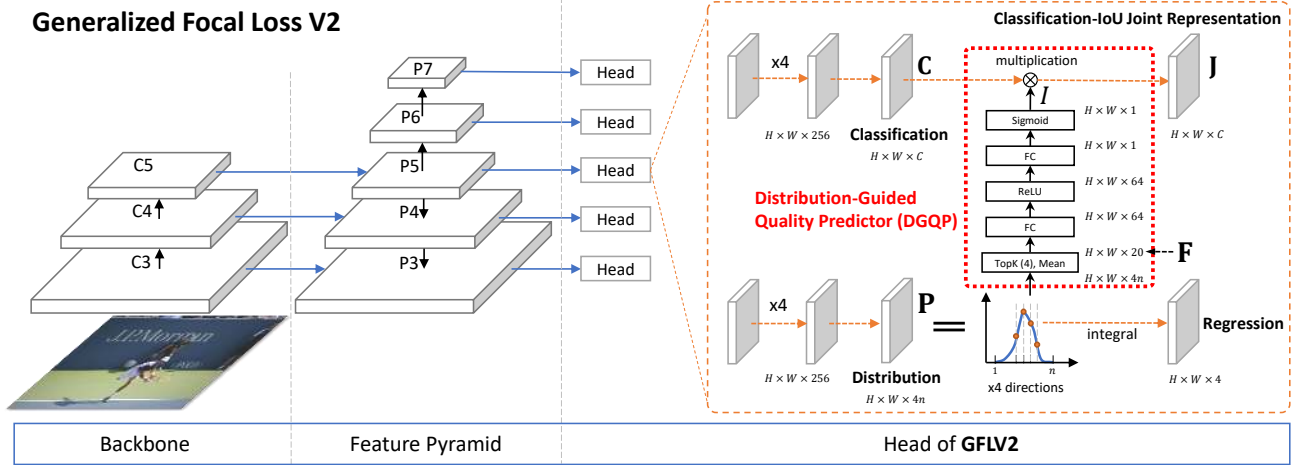 Generalized Focal Loss V2
Classification-IoU Joint Representation
P7
Head
P6
Head
C5
P5
Head
C4
P4
Head
C3
P3
Head
x4
C
multiplication
J
I
H × W × 256
Classification
H × W × C
H × W × C
H × W × 1
Sigmoid
H × W × 1
FC
H × W × 64
ReLU
H × W × 64
FC
H × W × 20
F
TopK (4), Mean
H × W × 4n
Distribution-Guided
Quality Predictor (DGQP)
x4
P
=
1
n
x4 directions
integral
Regression
H × W × 4
H × W × 256
Distribution
H × W × 4n
J.P.Morgan
Backbone
Feature Pyramid
Head of GFLV2